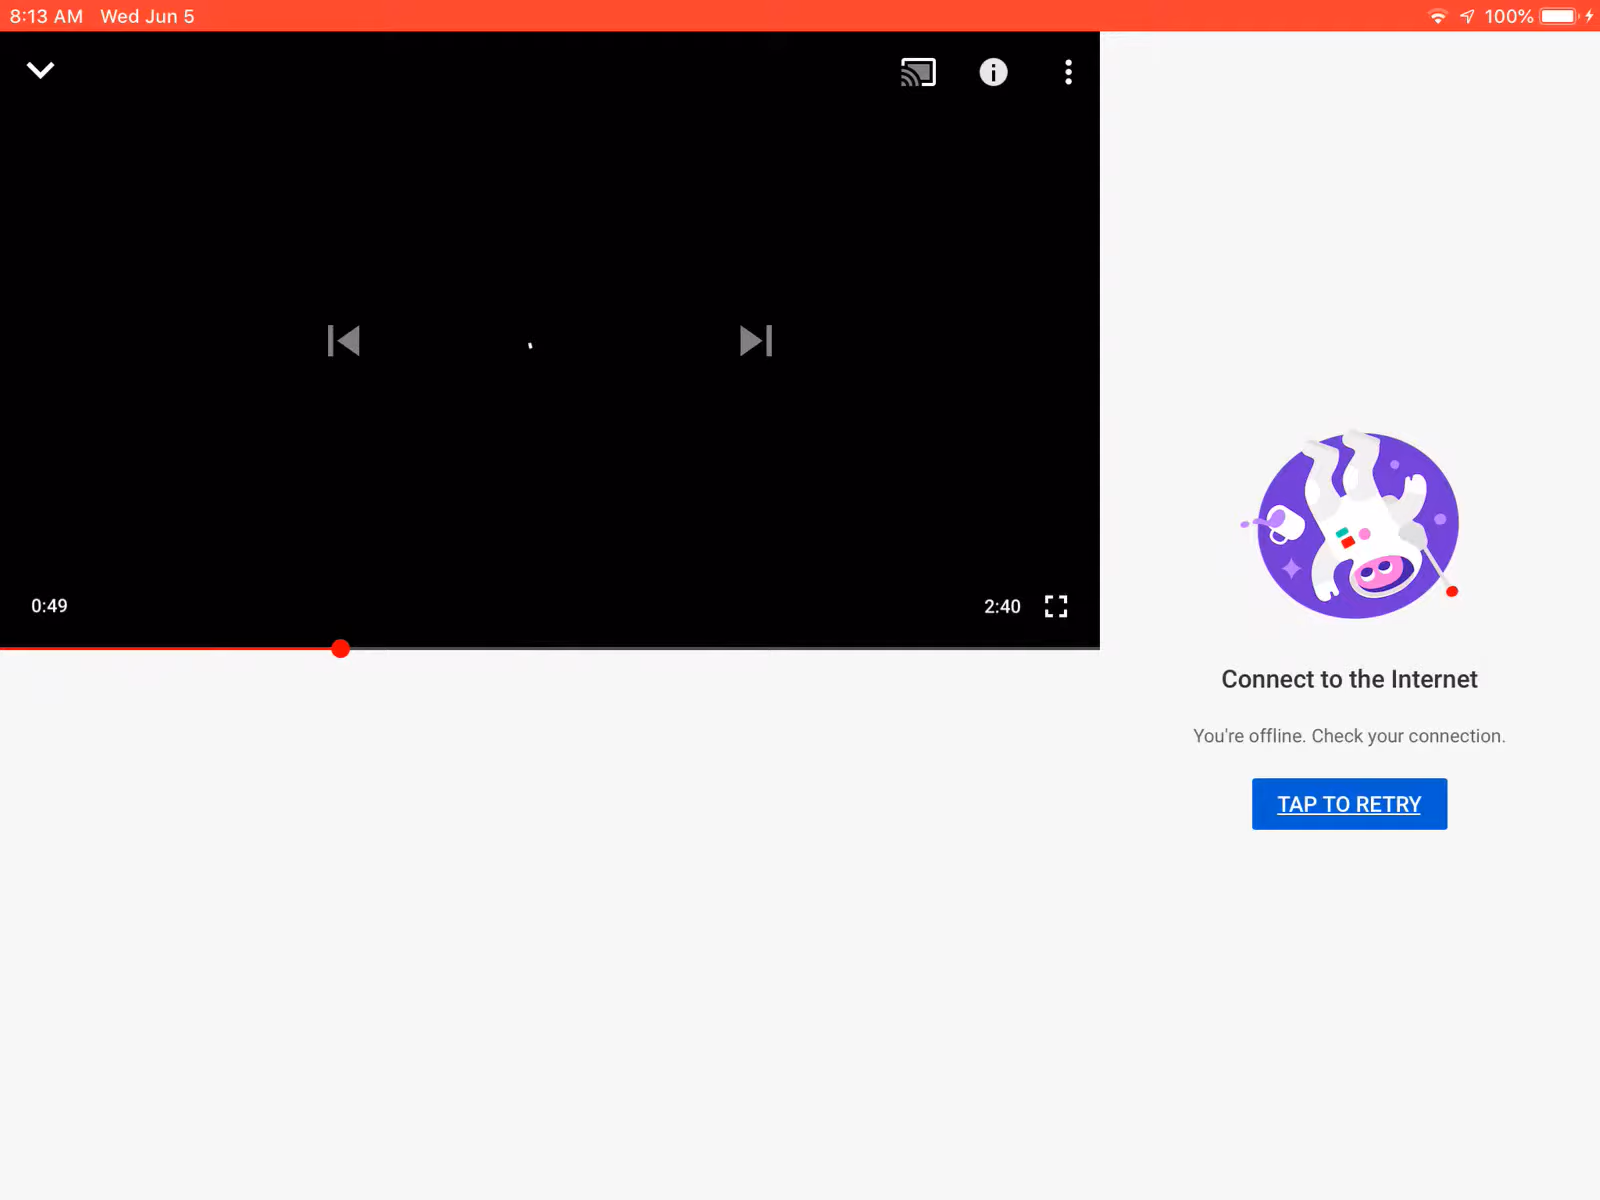 8:13 AM Wed Jun 5
100%
0:49
2:40
Connect to the Internet
You're offline. Check your connection.
TAP TO RETRY